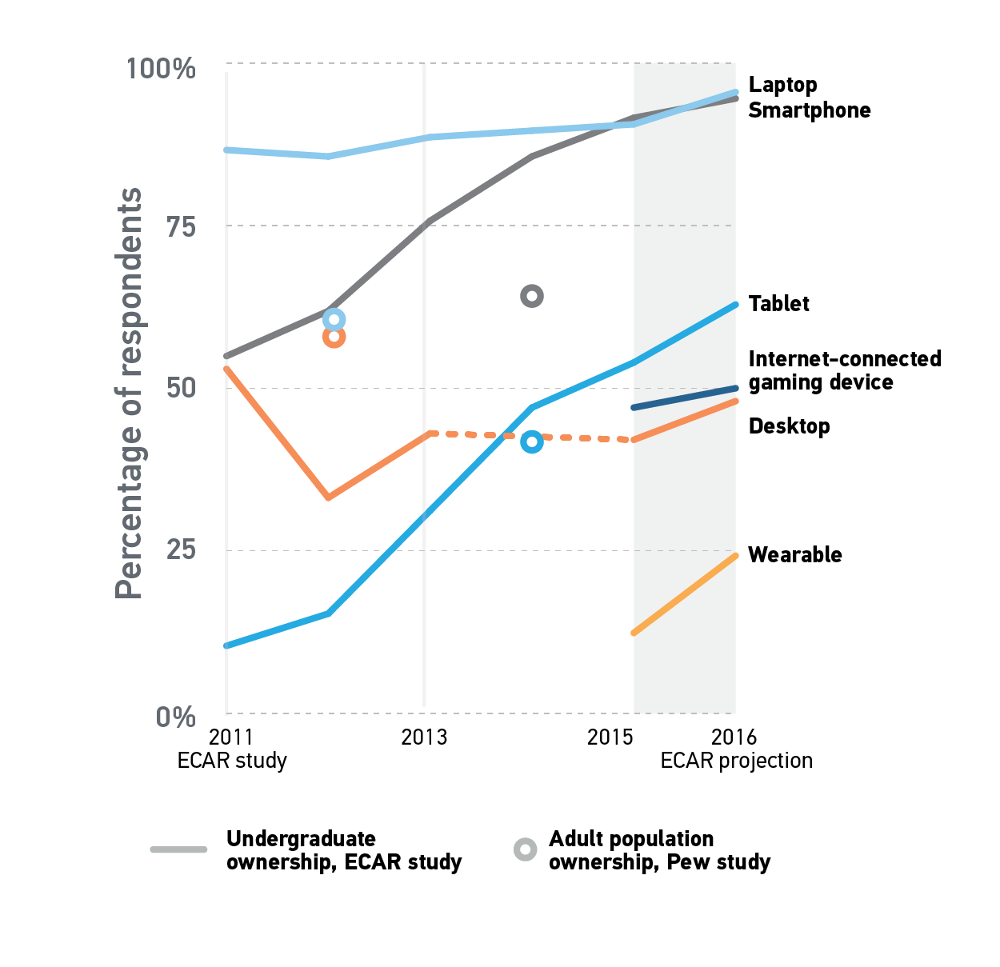 100%
Laptop
Smartphone
Percentage of respondents
75
Tablet
Internet-connected
gaming device
50
Desktop
25
Wearable
0%
2011
2013
2015
2016
ECAR study
ECAR projection
Undergraduate
ownership, ECAR study
Adult population
ownership, Pew study